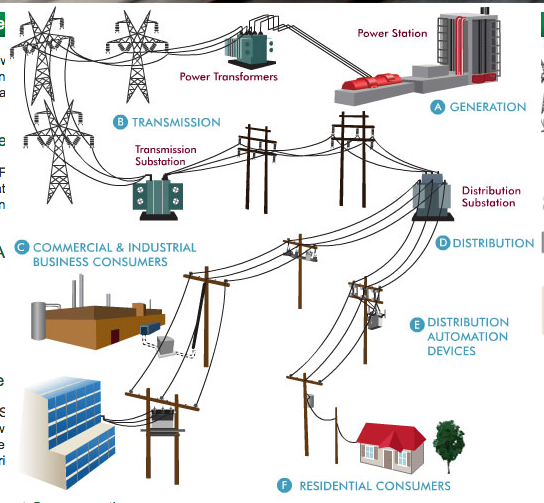 Power Station
Power Transformers
A GENERATION
B TRANSMISSION
Transmission
Substation
Distribution
Substation
C COMMERCIAL & INDUSTRIAL
BUSINESS CONSUMERS
D DISTRIBUTION
E DISTRIBUTION
AUTOMATION
DEVICES
F RESIDENTIAL CONSUMERS